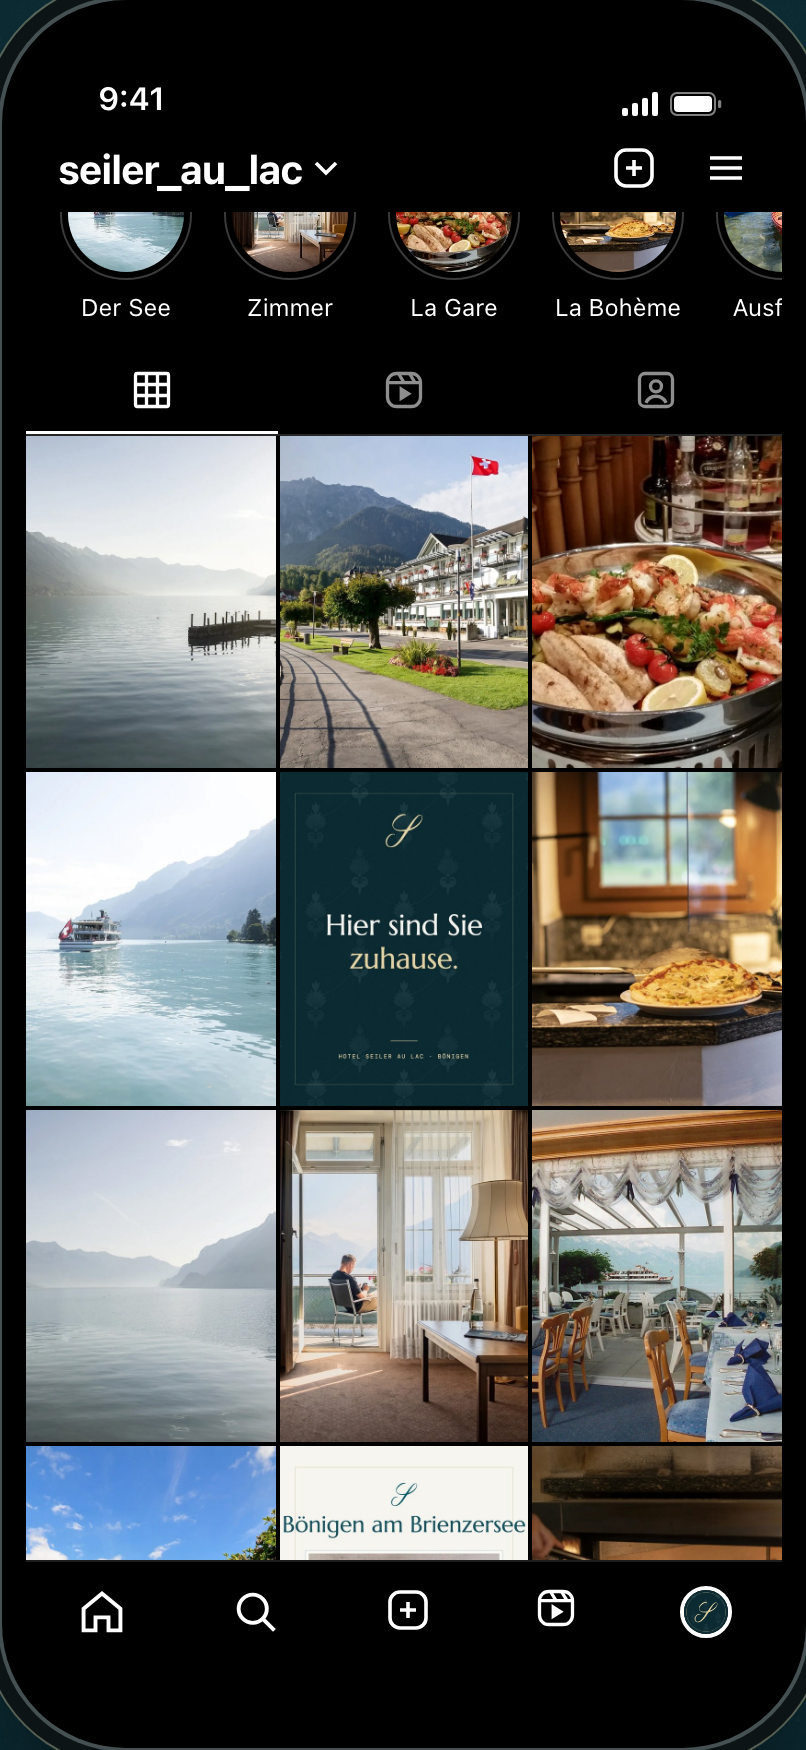 9:41
seiler_au_lac
Der See
Zimmer
La Gare
La Bohème
Ausf
Hier sind Sie
zuhause.
HOTEL SEILER AU LAC · BÖNIGEN
Bönigen am Brienzersee